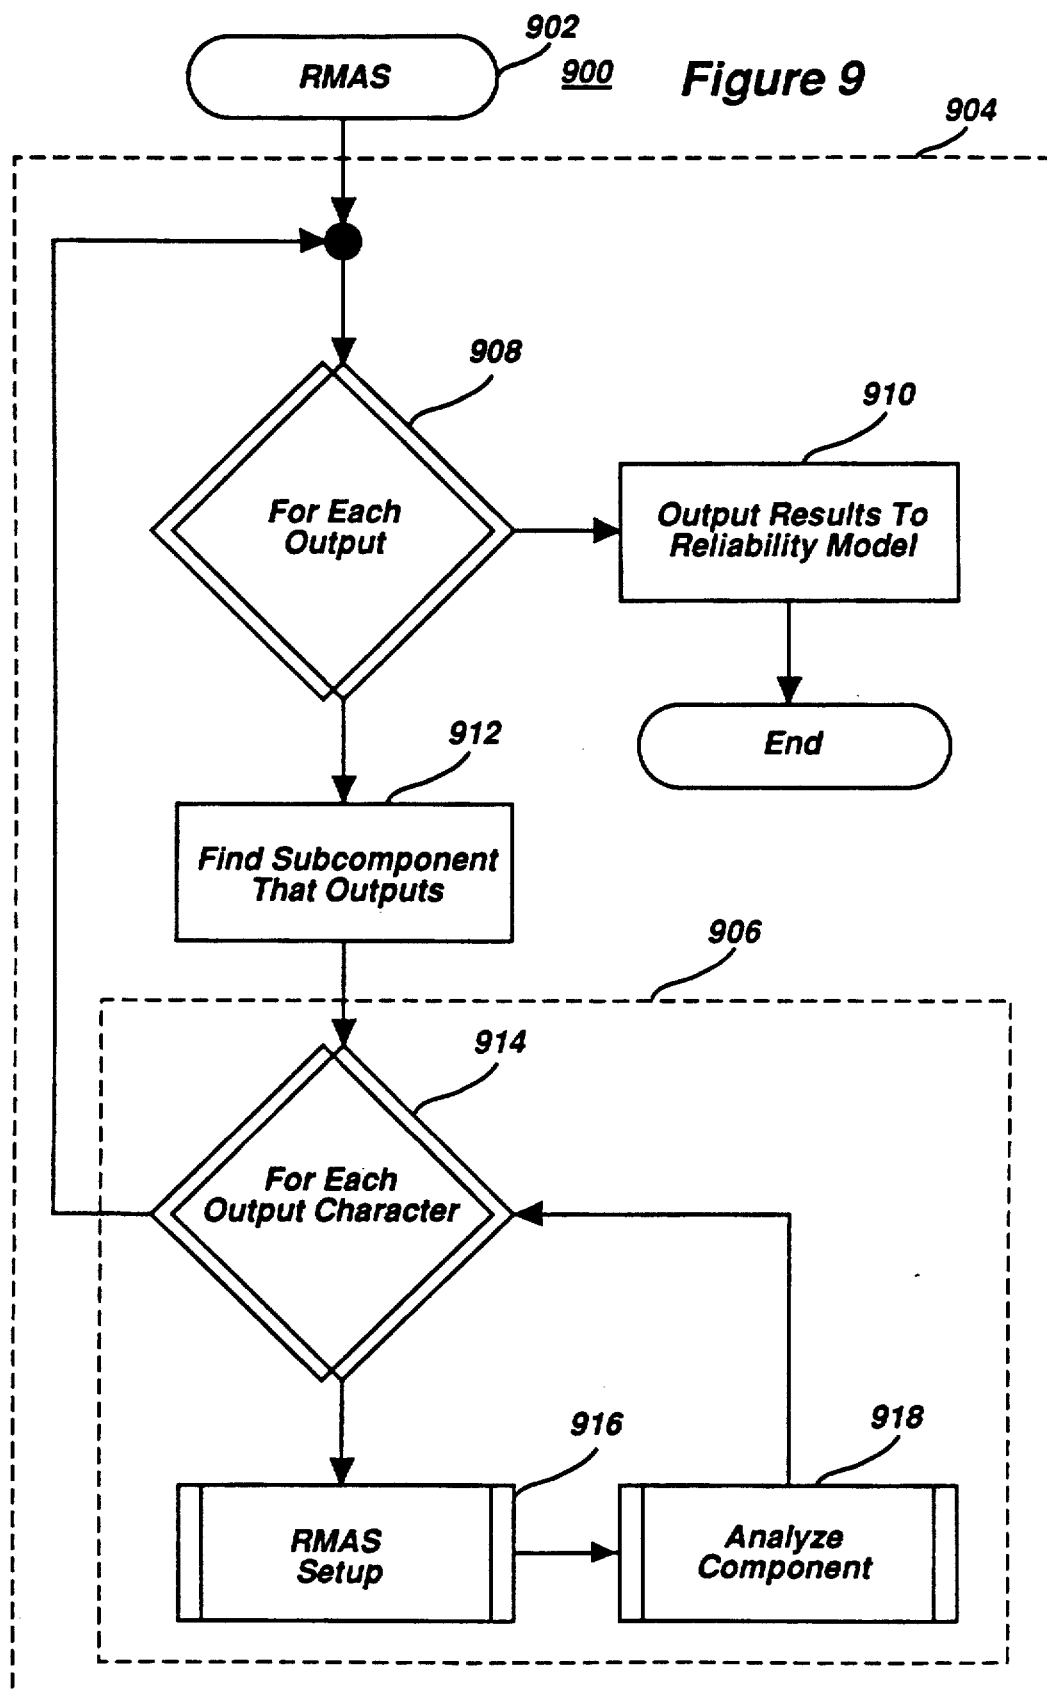 902
RMAS
900
Figure 9
904
908
910
For Each
Output
Output Results To
Reliability Model
912
End
Find Subcomponent
That Outputs
906
914
For Each
Output Character
916
918
RMAS
Setup
Analyze
Component